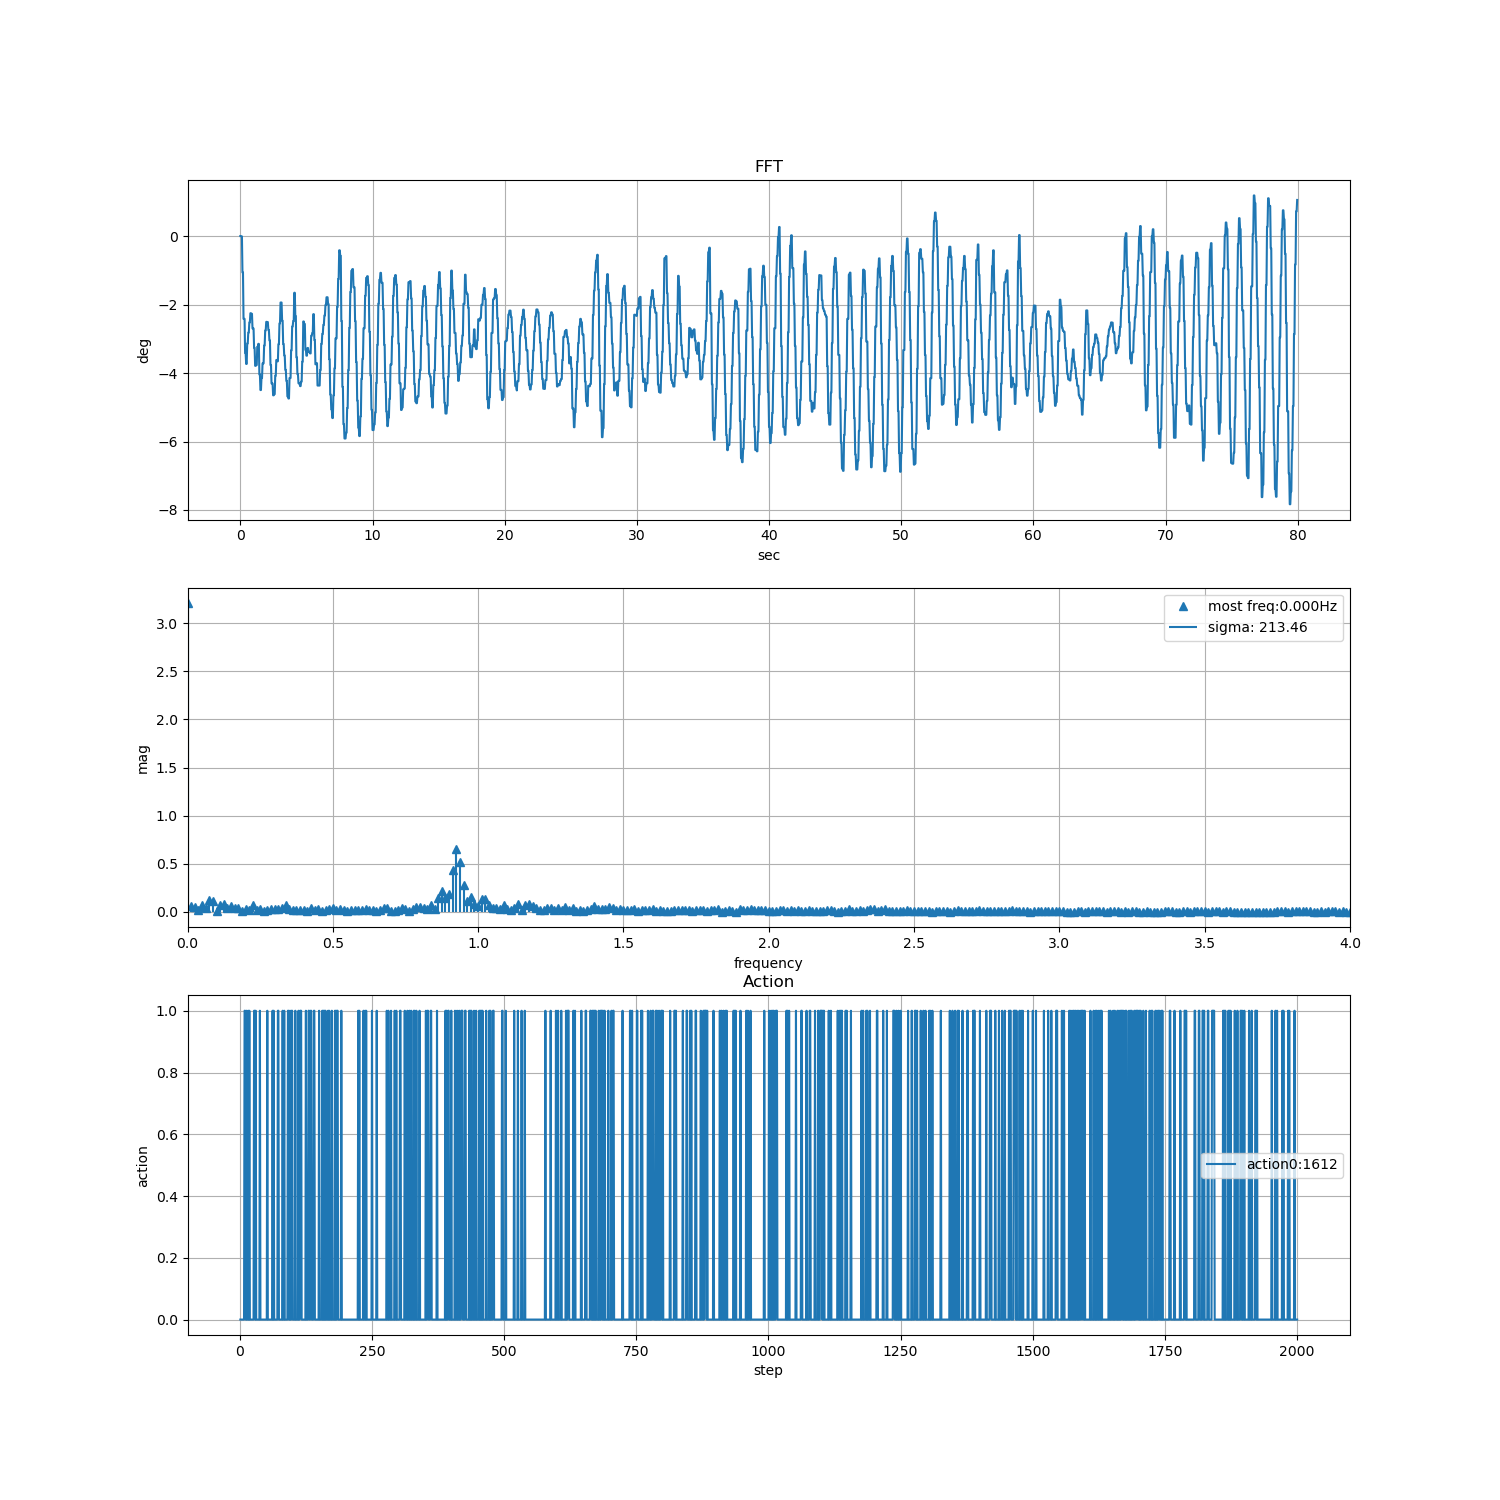 FFT
0
−2
−4
−6
−8
deg
0 10 20 30 40 50 60 70 80
sec
most freq:0.000Hz
sigma: 213.46
3.0
2.5
2.0
1.5
1.0
0.5
0.0
mag
0.0 0.5 1.0 1.5 2.0 2.5 3.0 3.5 4.0
frequency
Action
1.0
0.8
0.6
0.4
0.2
0.0
action
action0:1612
0 250 500 750 1000 1250 1500 1750 2000
step